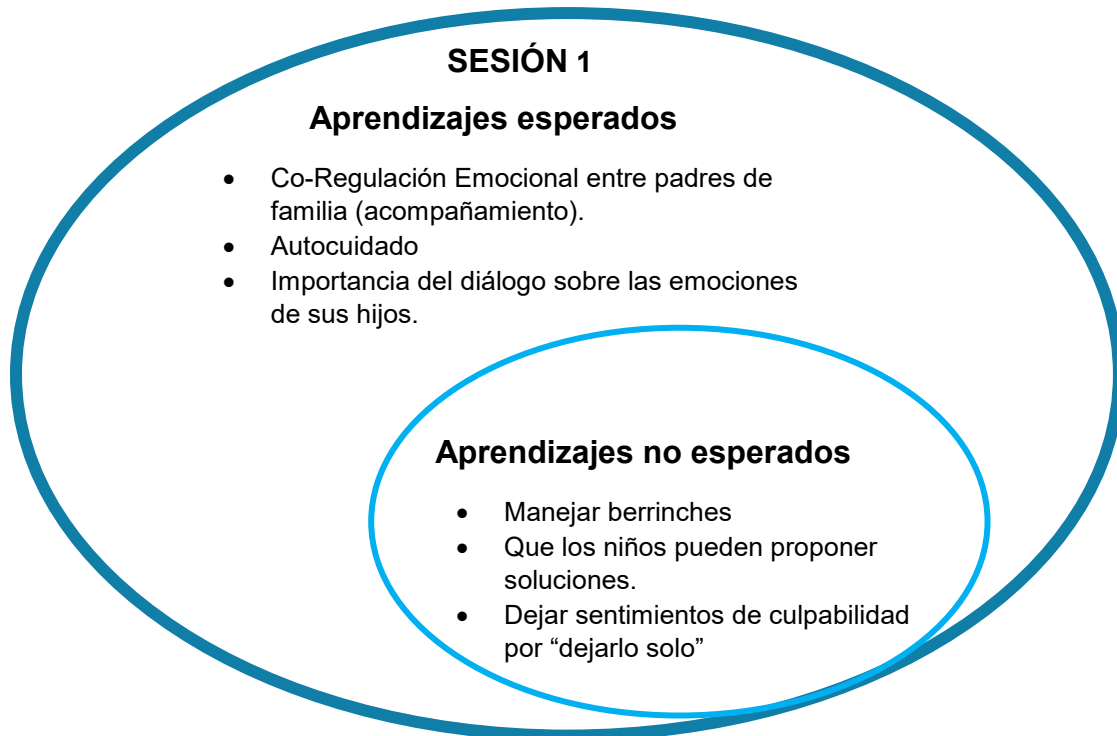 SESIÓN 1
Aprendizajes esperados
• Co-Regulación Emocional entre padres de
familia (acompañamiento).
• Autocuidado
• Importancia del diálogo sobre las emociones
de sus hijos.
Aprendizajes no esperados
• Manejar berrinches
• Que los niños pueden proponer
soluciones.
• Dejar sentimientos de culpabilidad
por “dejarlo solo”